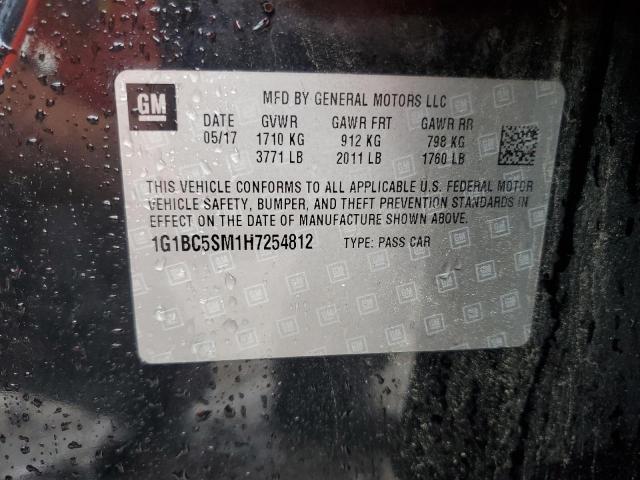 GM
MFD BY GENERAL MOTORS LLC
DATE GVWR GAWR FRT GAWR RR
05/17 1710 KG 912 KG 798 KG
3771 LB 2011 LB 1760 LB
THIS VEHICLE CONFORMS TO ALL APPLICABLE U.S. FEDERAL MOTOR
VEHICLE SAFETY, BUMPER, AND THEFT PREVENTION STANDARDS IN
EFFECT ON THE DATE OF MANUFACTURE SHOWN ABOVE.
1G1BC5SM1H7254812 TYPE: PASS CAR